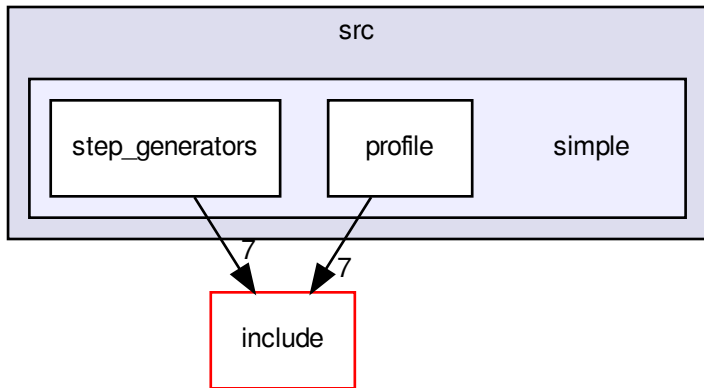 src
step_generators
profile
simple
7
7
include